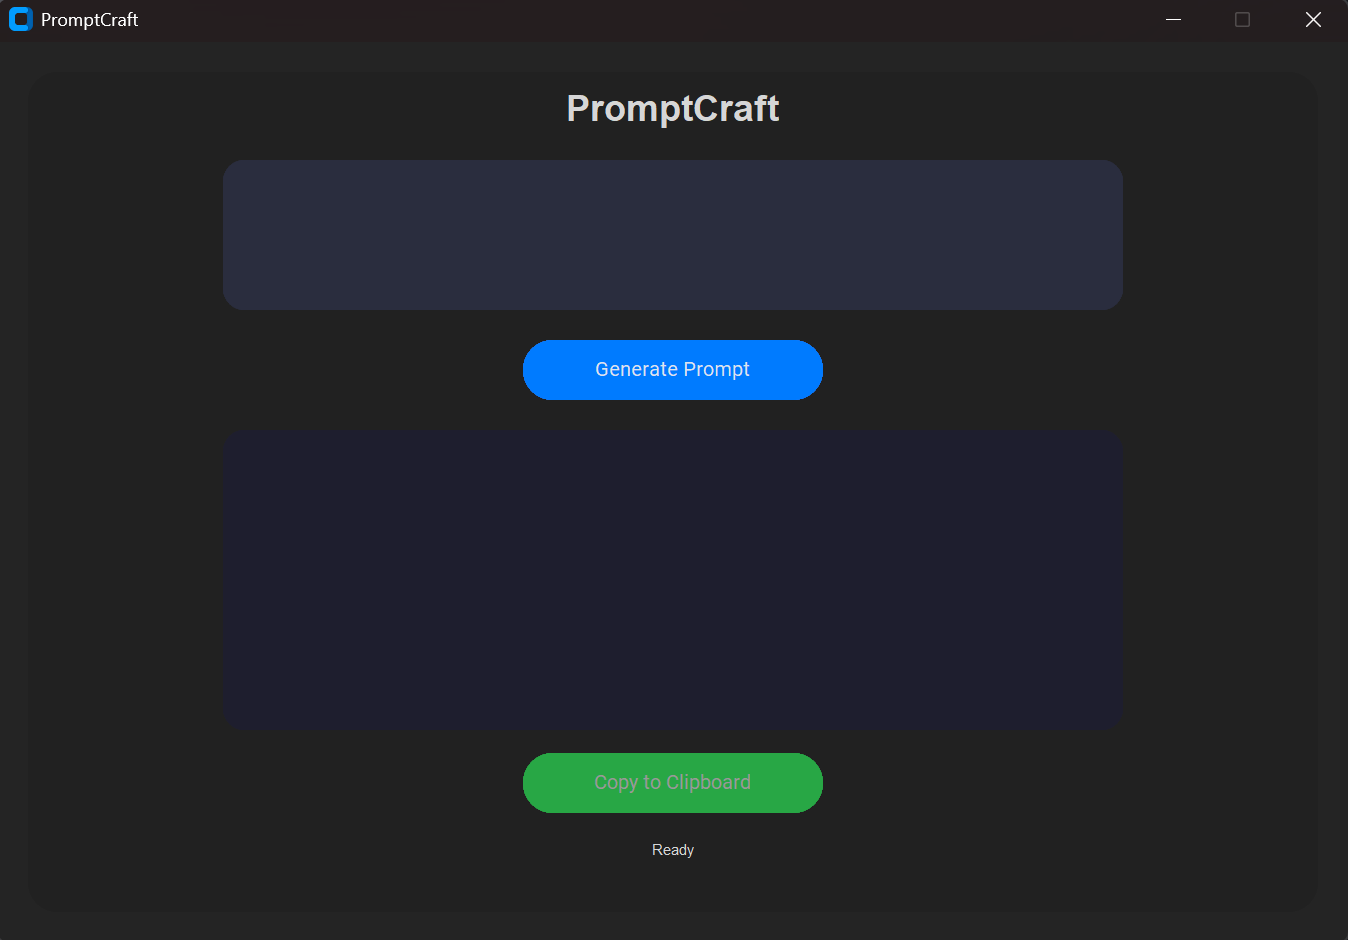 PromptCraft
PromptCraft
Generate Prompt
Copy to Clipboard
Ready